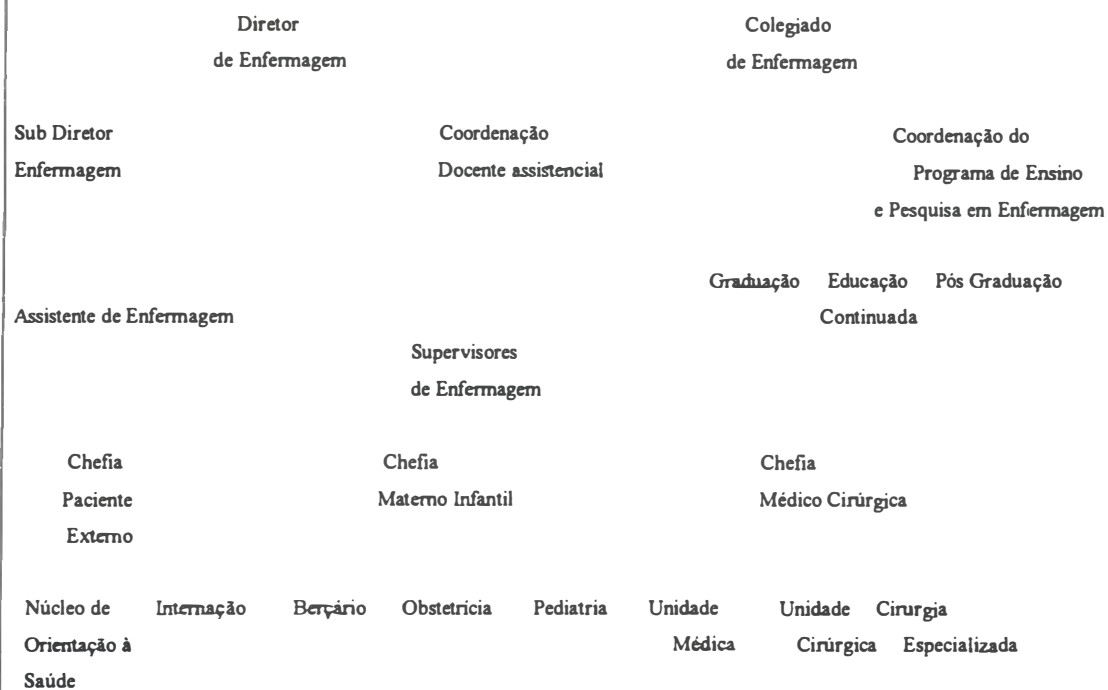 Diretor Colegiado
de Enfermagem de Enfermagem
Sub Diretor Coordenação Coordenação do
Enfermagem Docente assistencial Programa de Ensino
e Pesquisa em Enfermagem
Graduação Educação Pós Graduação
Assistente de Enfermagem Continuada
Supervisores
de Enfermagem
Chefia Chefia Chefia
Paciente Materno Infantil Médico Cirúrgica
Externo
Núcleo de Internação Berçário Obstetrícia Pediatria Unidade Unidade Cirurgia
Orientação à Médica Cirúrgica Especializada
Saúde